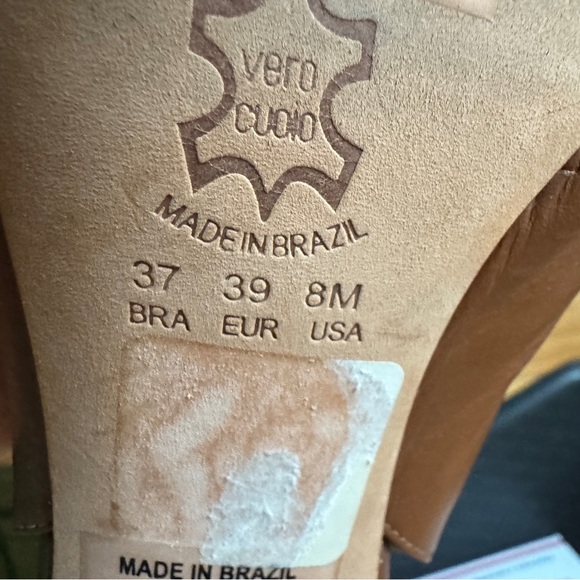 vero
cuoio
MADE IN BRAZIL
37 39 8M
BRA EUR USA
MADE IN BRAZIL